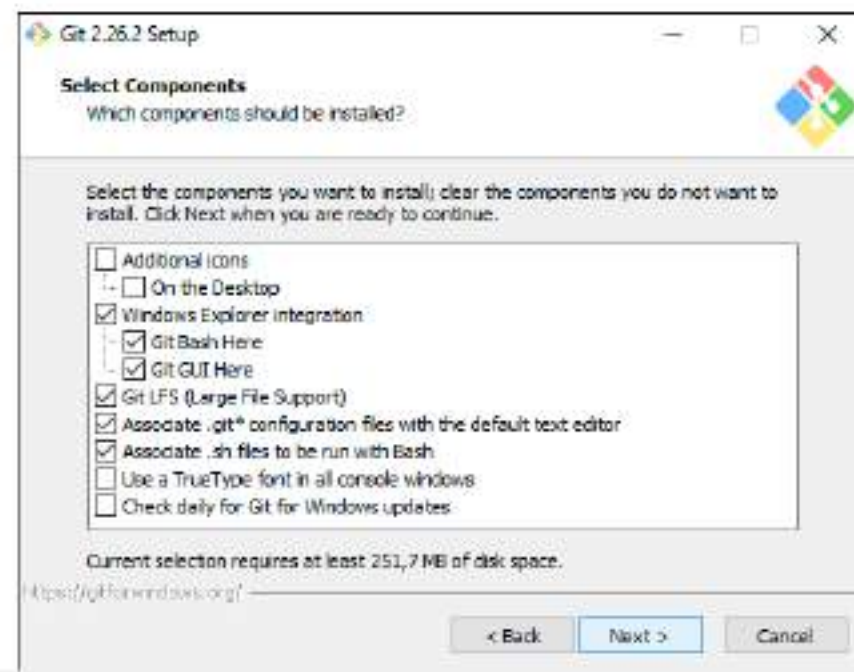 Git 2.26.2 Setup
Select Components
Which components should be installed?
Select the components you want to install; clear the components you do not want to
install. Click Next when you are ready to continue.
Additional icons
On the Desktop
Windows Explorer integration
Git Bash Here
Git GUI Here
Git LFS (Large File Support)
Associate .git* configuration files with the default text editor
Associate .sh files to be run with Bash
Use a TrueType font in all console windows
Check daily for Git for Windows updates
Current selection requires at least 251,7 MB of disk space.
https://gitforwindows.org/
< Back
Next >
Cancel